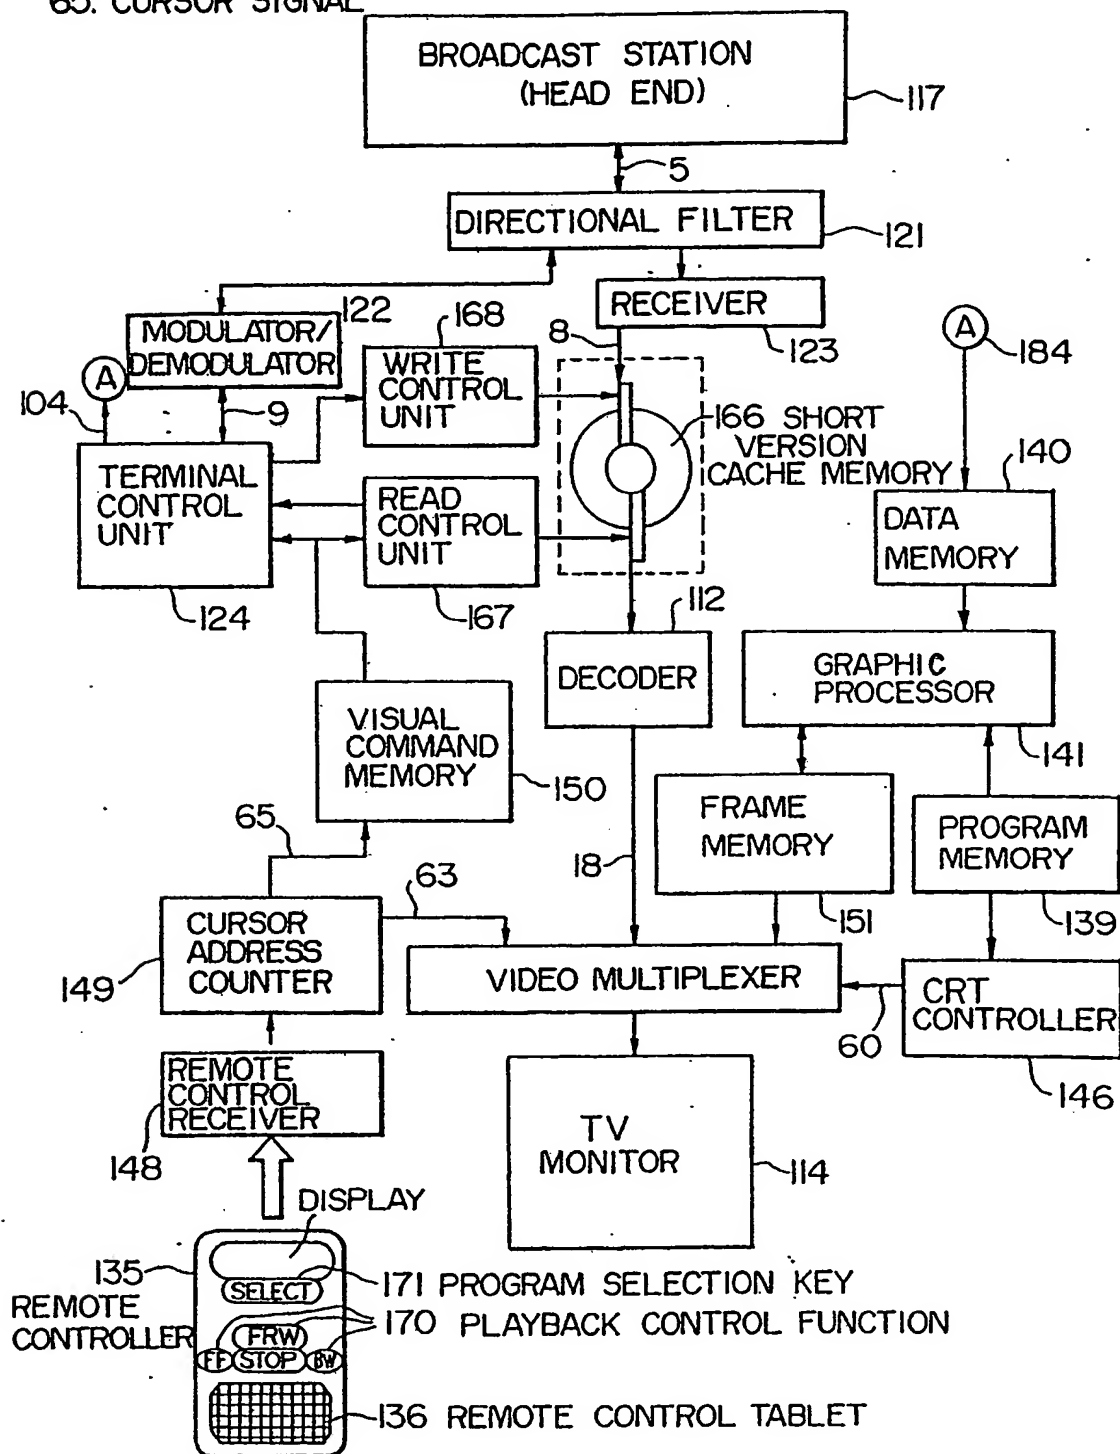 65. CURSOR SIGNAL
BROADCAST STATION
(HEAD END)
117
5
DIRECTIONAL FILTER
121
122
MODULATOR/
DEMODULATOR
168
RECEIVER
123
8
A
184
A
104
9
WRITE
CONTROL
UNIT
166 SHORT
VERSION
CACHE MEMORY
140
TERMINAL
CONTROL
UNIT
READ
CONTROL
UNIT
DATA
MEMORY
124
167
112
DECODER
GRAPHIC
PROCESSOR
141
VISUAL
COMMAND
MEMORY
150
FRAME
MEMORY
PROGRAM
MEMORY
65
18
63
151
139
CURSOR
ADDRESS
COUNTER
149
VIDEO MULTIPLEXER
60
CRT
CONTROLLER
146
REMOTE
CONTROL
RECEIVER
148
TV
MONITOR
114
DISPLAY
135
REMOTE
CONTROLLER
SELECT
171 PROGRAM SELECTION KEY
FRW
170 PLAYBACK CONTROL FUNCTION
FF STOP BW
136 REMOTE CONTROL TABLET